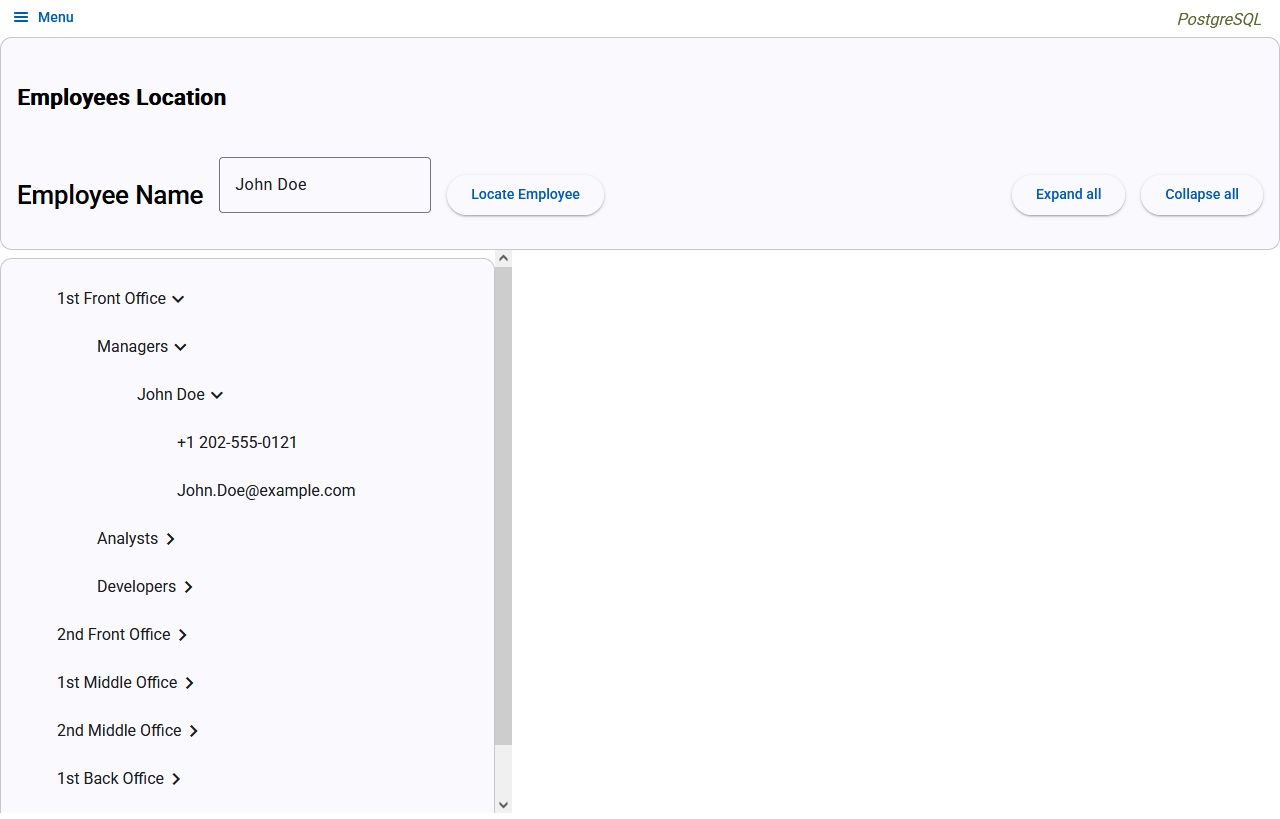 Menu
PostgreSQL
Employees Location
Employee Name
John Doe
Locate Employee
Expand all
Collapse all
1st Front Office
Managers
John Doe
+1 202-555-0121
John.Doe@example.com
Analysts
Developers
2nd Front Office
1st Middle Office
2nd Middle Office
1st Back Office